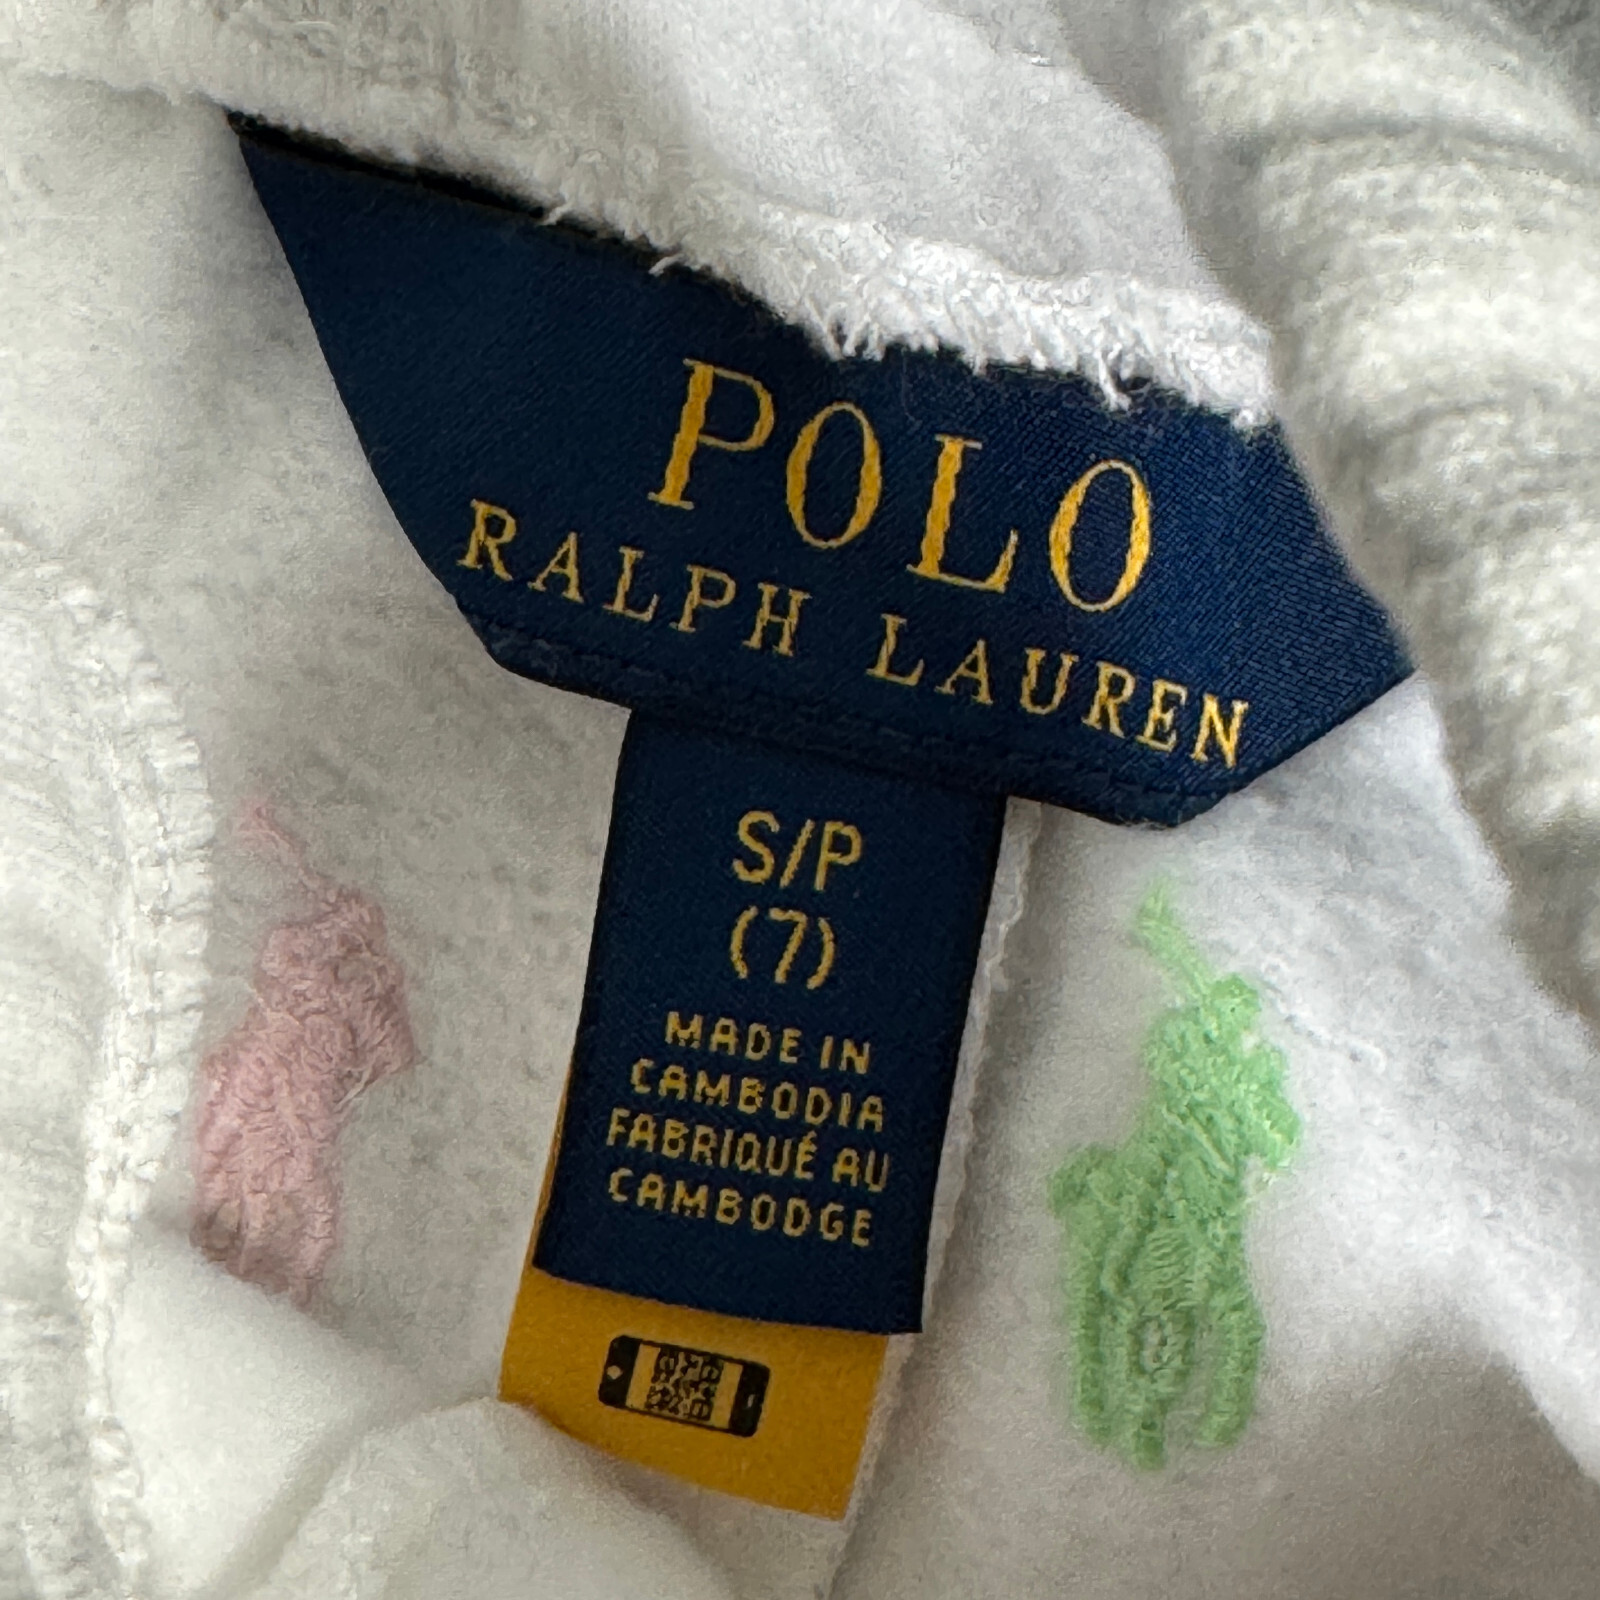 POLO
RALPH LAUREN
S/P
(7)
MADE IN
CAMBODIA
FABRIQUÉ AU
CAMBODGE